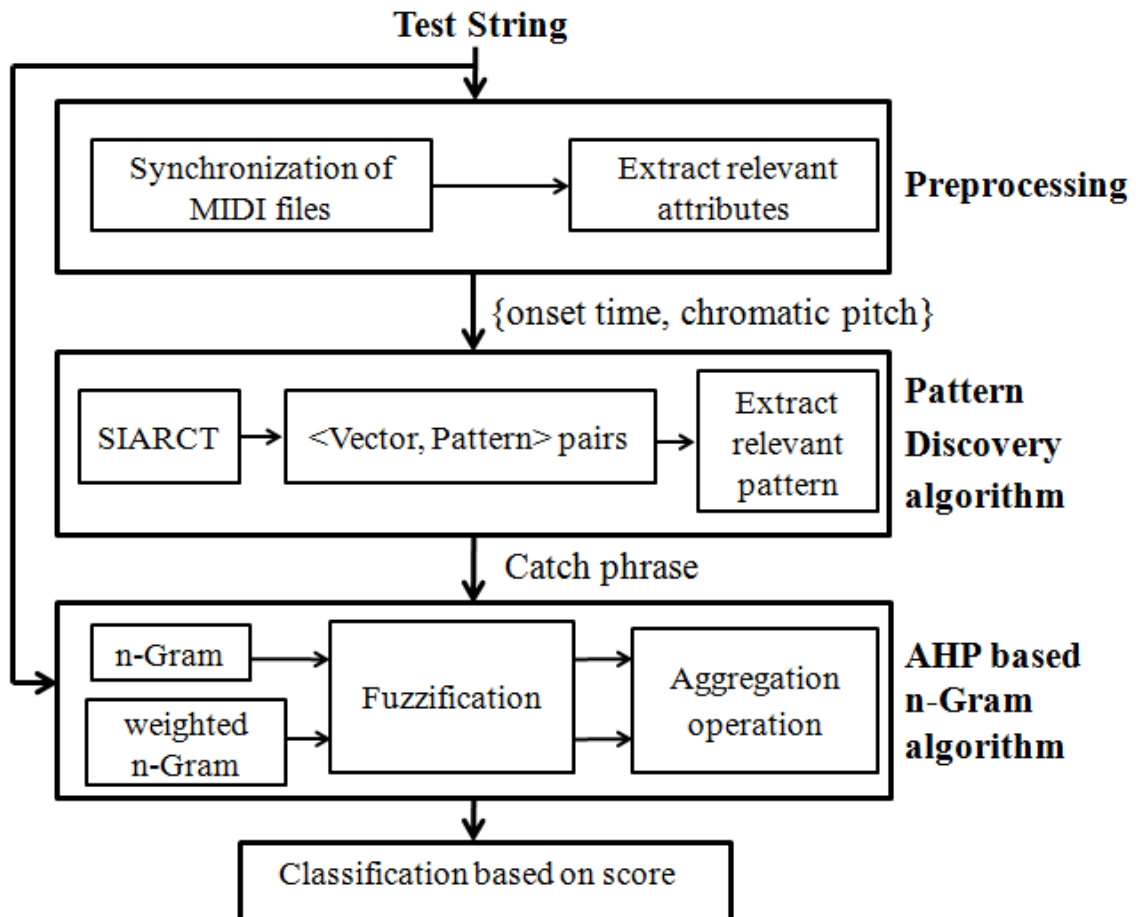 Test String
Synchronization of
MIDI files
Extract relevant
attributes
Preprocessing
{onset time, chromatic pitch}
SIARCT
<Vector, Pattern> pairs
Extract
relevant
pattern
Pattern
Discovery
algorithm
Catch phrase
n-Gram
weighted
n-Gram
Fuzzification
Aggregation
operation
AHP based
n-Gram
algorithm
Classification based on score